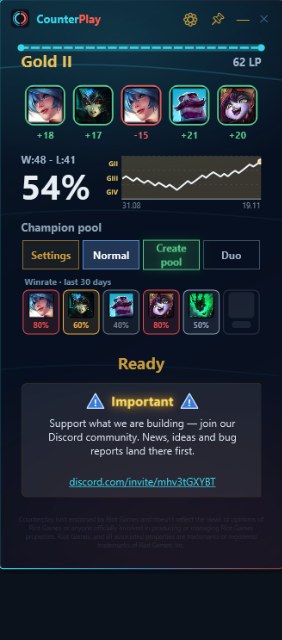 CounterPlay
Gold II 62 LP
+18 +17 -15 +21 +20
W:48 - L:41
54%
GII
GIII
GIV
31.08 19.11
Champion pool
Settings Normal Create pool Duo
Winrate - last 30 days
80% 60% 40% 80% 50%
Ready
Important
Support what we are building — join our
Discord community. News, ideas and bug
reports land there first.
discord.com/invite/mhv3tGXYBT